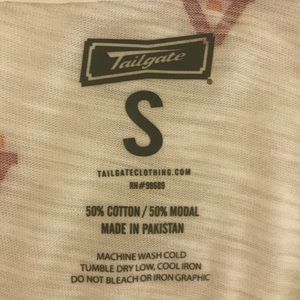 Tailgate
S
TAILGATECLOTHING.COM
RN#98689
50% COTTON / 50% MODAL
MADE IN PAKISTAN
MACHINE WASH COLD
TUMBLE DRY LOW, COOL IRON
DO NOT BLEACH OR IRON GRAPHIC